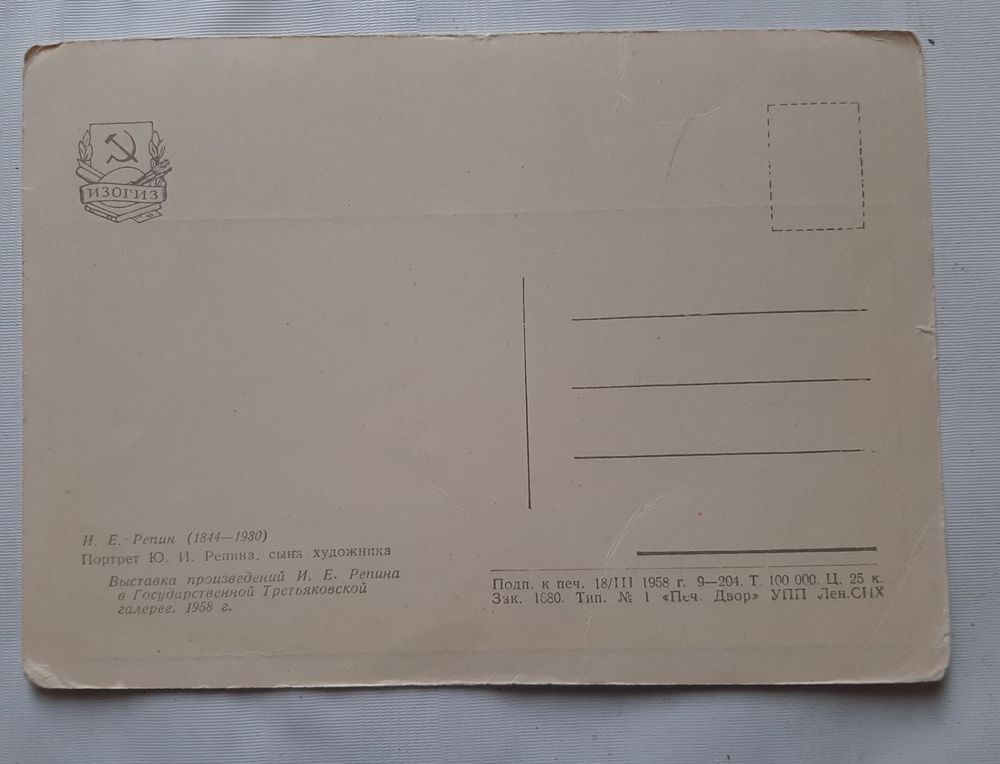 ИЗОГИЗ
И. Е. Репин (1844—1930)
Портрет Ю. И. Репина, сына художника
Выставка произведений И. Е. Репина
в Государственной Третьяковской
галерее. 1958 г.
Подп. к печ. 18/III 1958 г. 9—204. Т. 100 000. Ц. 25 к.
Зак. 1680. Тип. № 1 «Печ. Двор» УПП Лен.СНХ